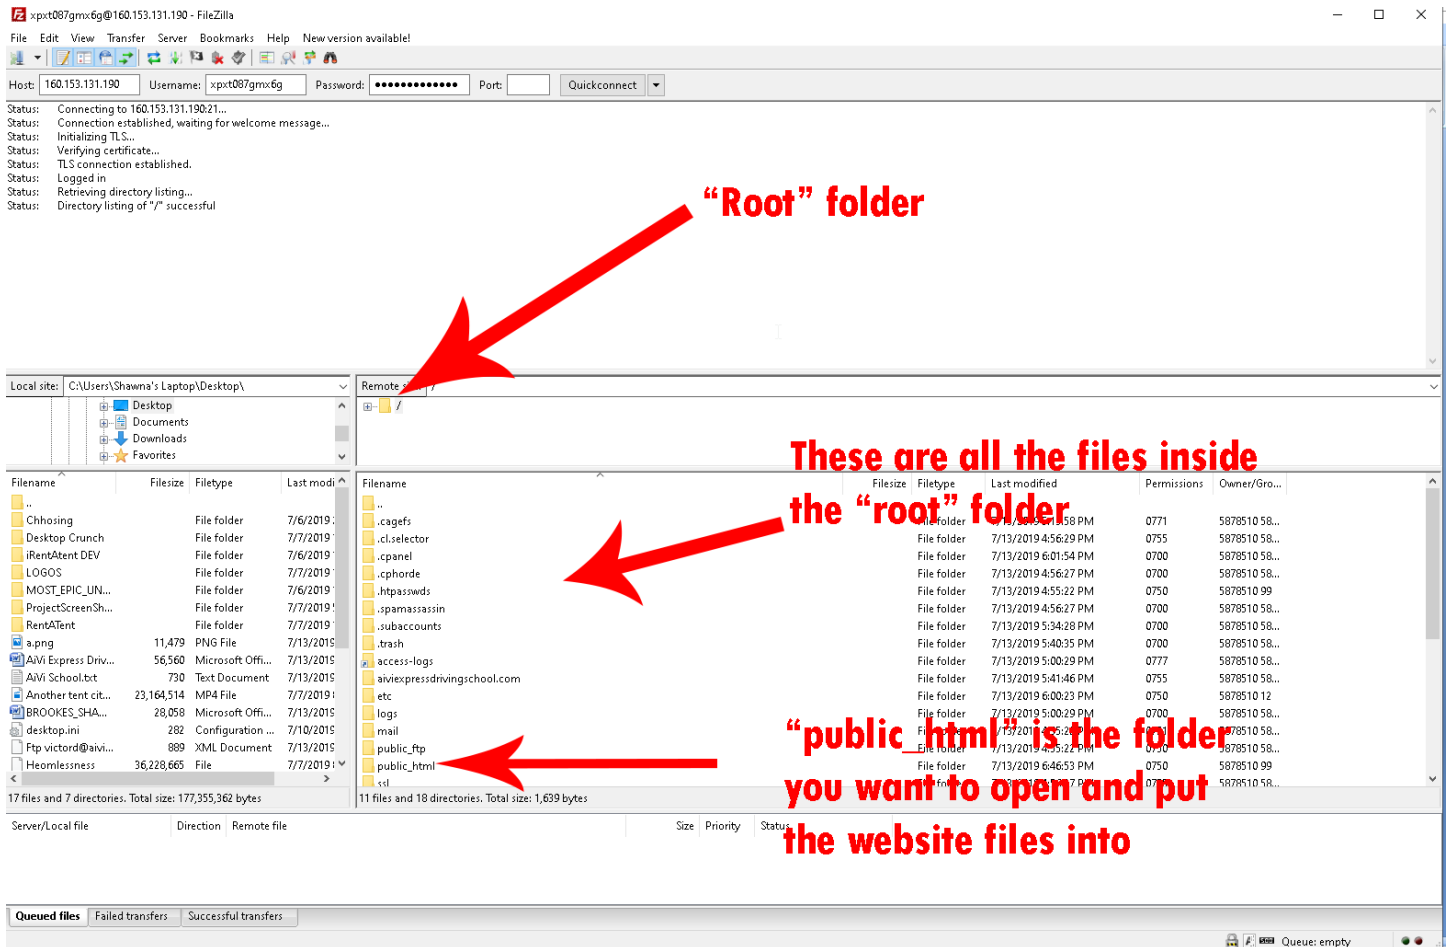 xpxt087gmx6g@160.153.131.190 - FileZilla
File Edit View Transfer Server Bookmarks Help New version available!
Host: 160.153.131.190 Username: xpxt087gmx6g Password: ●●●●●●●●●●●●● Port: Quickconnect
Status: Connecting to 160.153.131.190:21...
Status: Connection established, waiting for welcome message...
Status: Initializing TLS...
Status: Verifying certificate...
Status: TLS connection established.
Status: Logged in
Status: Retrieving directory listing...
Status: Directory listing of "/" successful
“Root” folder
Local site: C:\Users\Shawna's Laptop\Desktop\
Desktop
Documents
Downloads
Favorites
Remote /
/
These are all the files inside
the “root” folder
Filename Filesize Filetype Last modi
..
Chhosing File folder 7/6/2019
Desktop Crunch File folder 7/7/2019
iRentAtent DEV File folder 7/6/2019
LOGOS File folder 7/7/2019
MOST_EPIC_UN... File folder 7/6/2019
ProjectScreenSh... File folder 7/7/2019
RentATent File folder 7/7/2019
a.png 11,479 PNG File 7/13/2019
AiVi Express Driv... 56,560 Microsoft Offi... 7/13/2019
AiVi School.txt 730 Text Document 7/13/2019
Another tent cit... 23,164,514 MP4 File 7/7/2019
BROOKES_SHA... 28,058 Microsoft Offi... 7/13/2019
desktop.ini 282 Configuration ... 7/10/2019
Ftp victord@aivi... 889 XML Document 7/13/2019
Heomlessness 36,228,665 File 7/7/2019
17 files and 7 directories. Total size: 177,355,362 bytes
Filename Filesize Filetype Last modified Permissions Owner/Gro...
..
.cagefs File folder PM 0771 5878510 58...
.cl.selector File folder 7/13/2019 4:56:29 PM 0755 5878510 58...
.cpanel File folder 7/13/2019 6:01:54 PM 0700 5878510 58...
.cphorde File folder 7/13/2019 4:56:27 PM 0700 5878510 58...
.htpasswds File folder 7/13/2019 4:55:22 PM 0750 5878510 99
.spamassassin File folder 7/13/2019 4:56:27 PM 0700 5878510 58...
.subaccounts File folder 7/13/2019 5:34:28 PM 0700 5878510 58...
.trash File folder 7/13/2019 5:40:35 PM 0700 5878510 58...
access-logs File folder 7/13/2019 5:00:29 PM 0777 5878510 58...
aiviexpressdrivingschool.com File folder 7/13/2019 5:41:46 PM 0755 5878510 58...
etc File folder 7/13/2019 6:00:23 PM 0750 5878510 12
logs File folder 7/13/2019 5:00:29 PM 0700 5878510 58...
mail PM 58...
public_ftp File folder PM 58...
public_html File folder 7/13/2019 6:46:53 PM 0750 5878510 99
ssl 58...
11 files and 18 directories. Total size: 1,639 bytes
“public_html” is the folder
you want to open and put
the website files into
Server/Local file Direction Remote file Size Priority Status
Queued files Failed transfers Successful transfers
Queue: empty